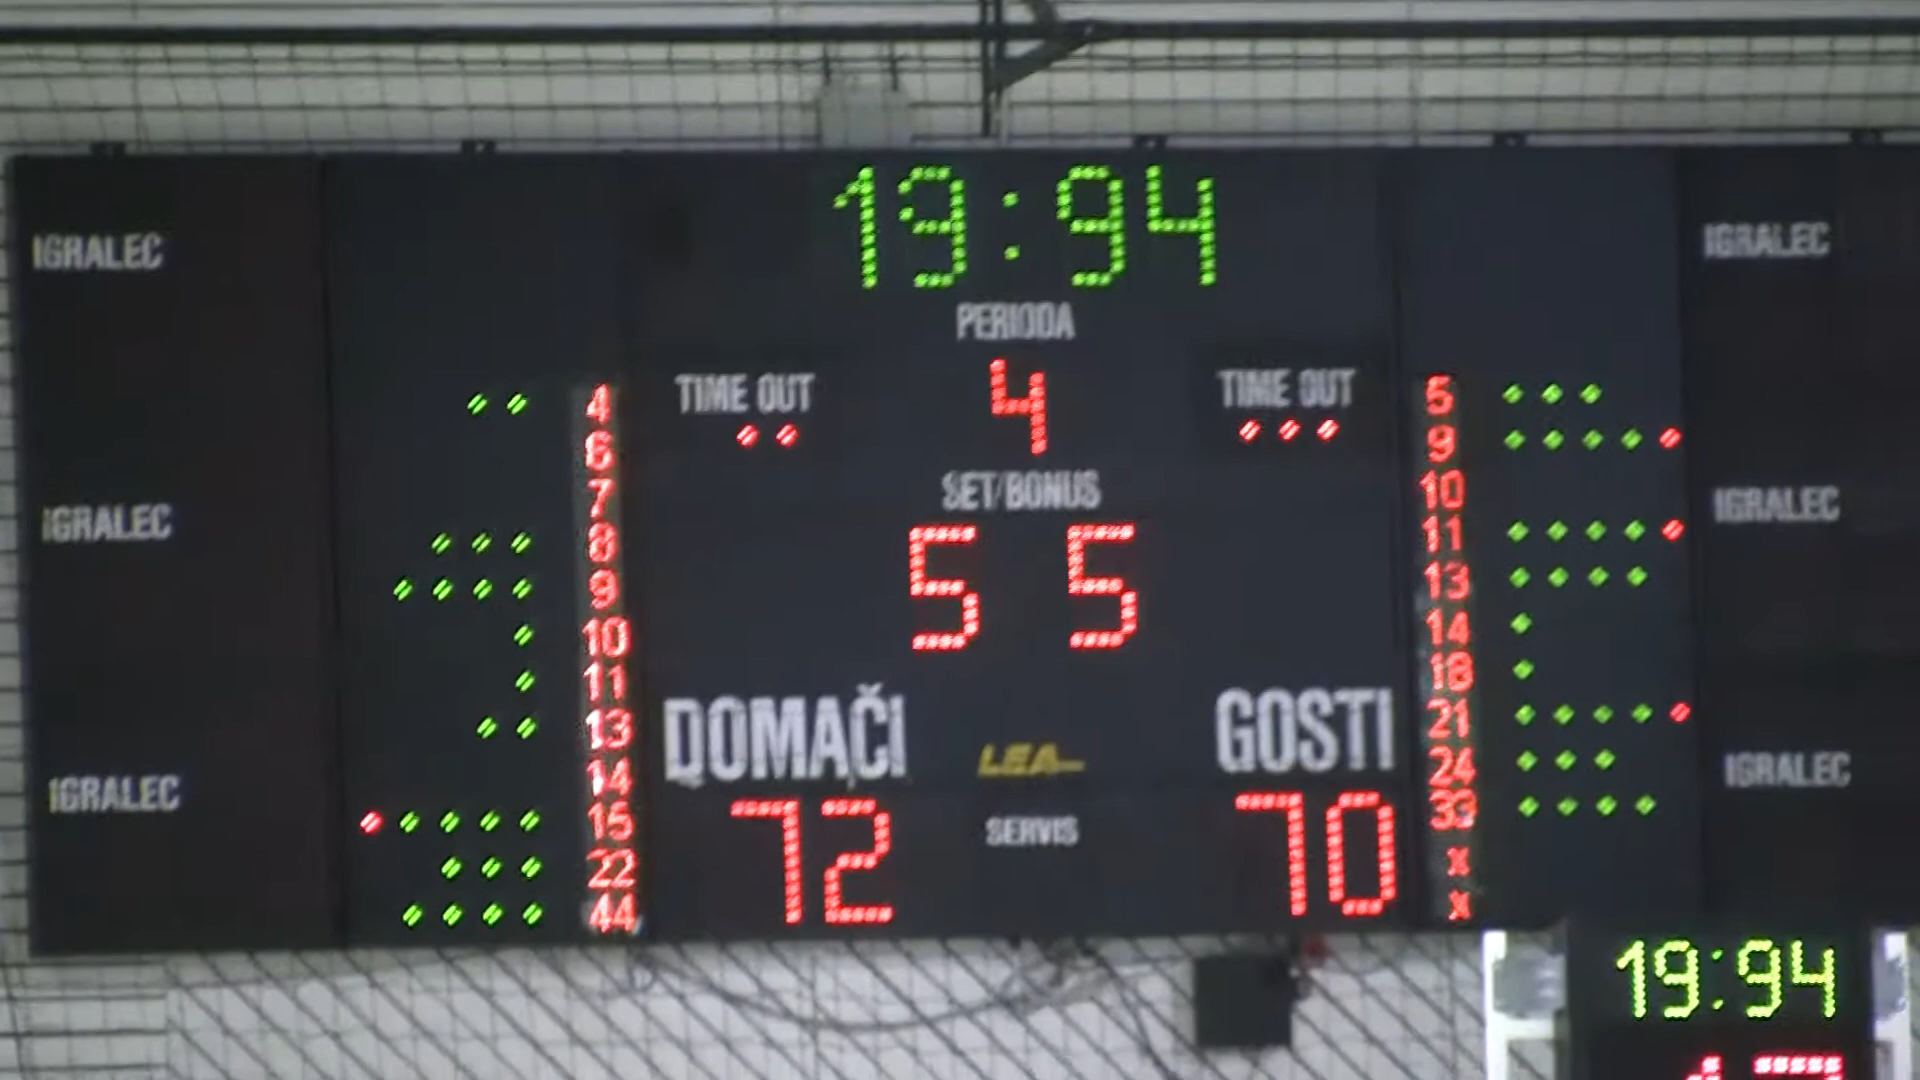 19:94
PERIODA
4
TIME OUT
TIME OUT
SET/BONUS
5 5
DOMAČI
GOSTI
LEA
72
SERVIS
70
IGRALEC
IGRALEC
IGRALEC
4
6
7
8
9
10
11
13
14
15
22
44
5
9
10
11
13
14
18
21
24
33
x
x
IGRALEC
IGRALEC
IGRALEC
19:94